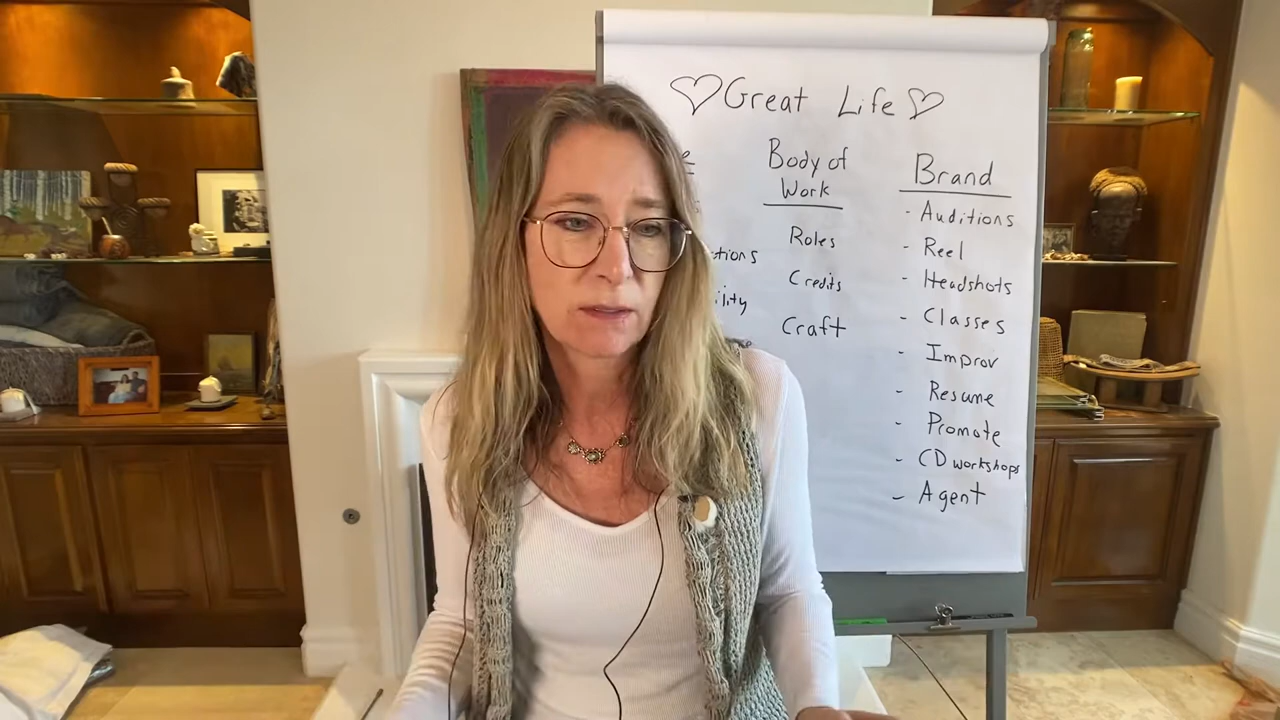 Great Life
Body of
Work
Roles
Credits
Craft
Brand
- Auditions
- Reel
- Headshots
- Classes
- Improv
- Resume
- Promote
- CD workshops
- Agent